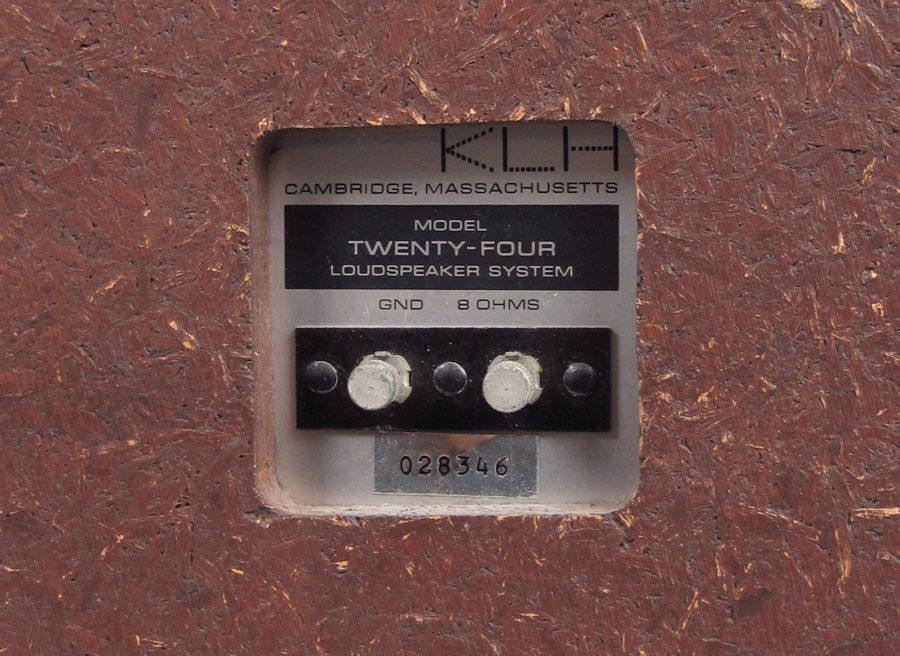 KLH
CAMBRIDGE, MASSACHUSETTS
MODEL
TWENTY-FOUR
LOUDSPEAKER SYSTEM
GND 8 OHMS
028346